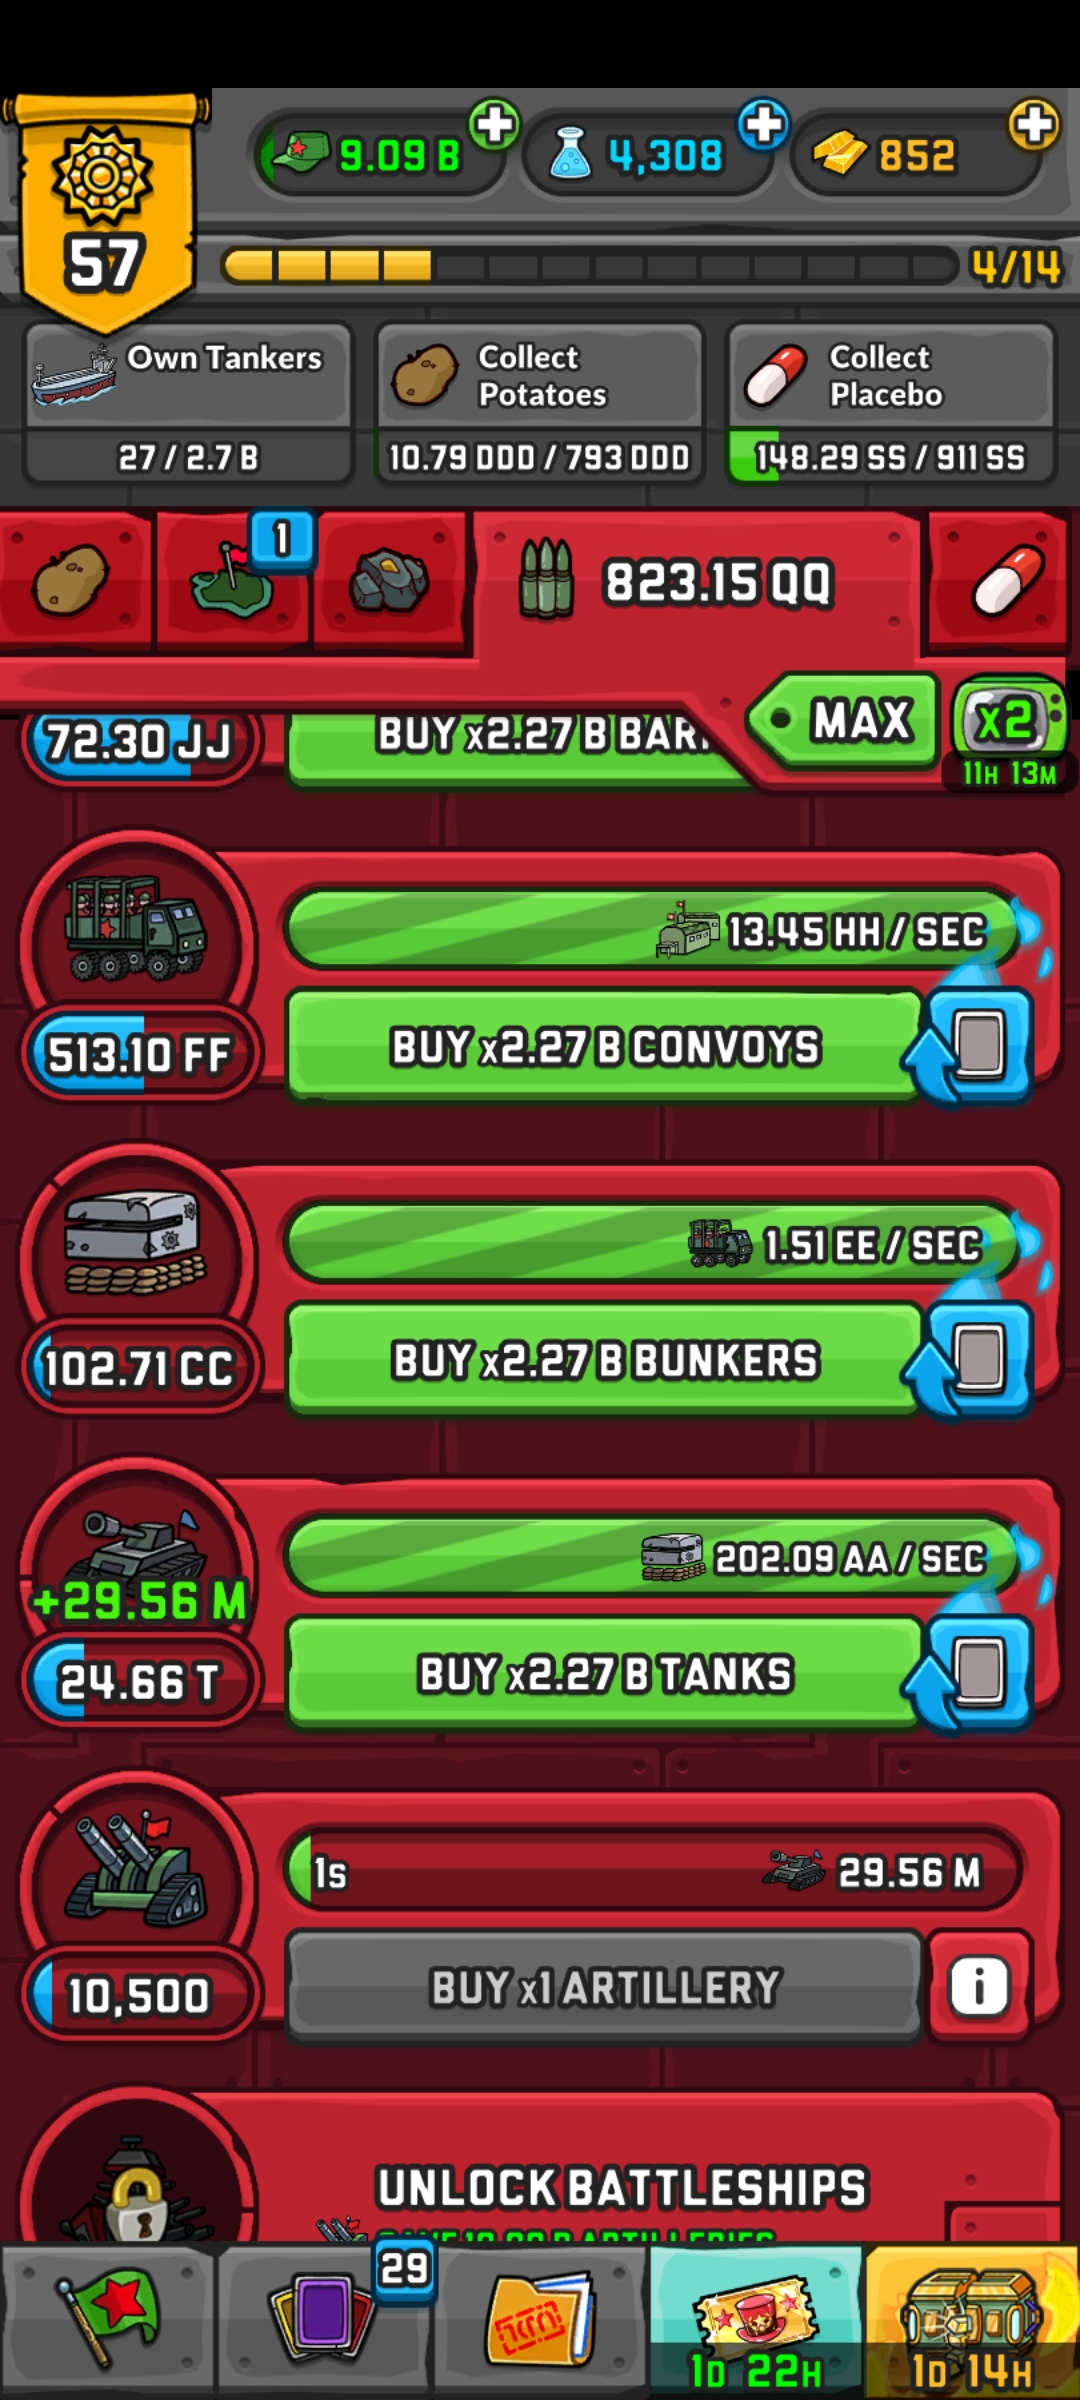 57
9.09 B
4,308
852
4/14
Own Tankers
27 / 2.7 B
Collect
Potatoes
10.79 DDD / 793 DDD
Collect
Placebo
148.29 SS / 911 SS
1
823.15 QQ
MAX
x2
11H 13M
72.30 JJ
BUY x2.27 B
13.45 HH / SEC
513.10 FF
BUY x2.27 B CONVOYS
1.51 EE / SEC
102.71 CC
BUY x2.27 B BUNKERS
202.09 AA / SEC
+29.56 M
24.66 T
BUY x2.27 B TANKS
1s
29.56 M
10,500
BUY x1 ARTILLERY
i
UNLOCK BATTLESHIPS
ARTILLERIES
29
1D 22H
1D 14H